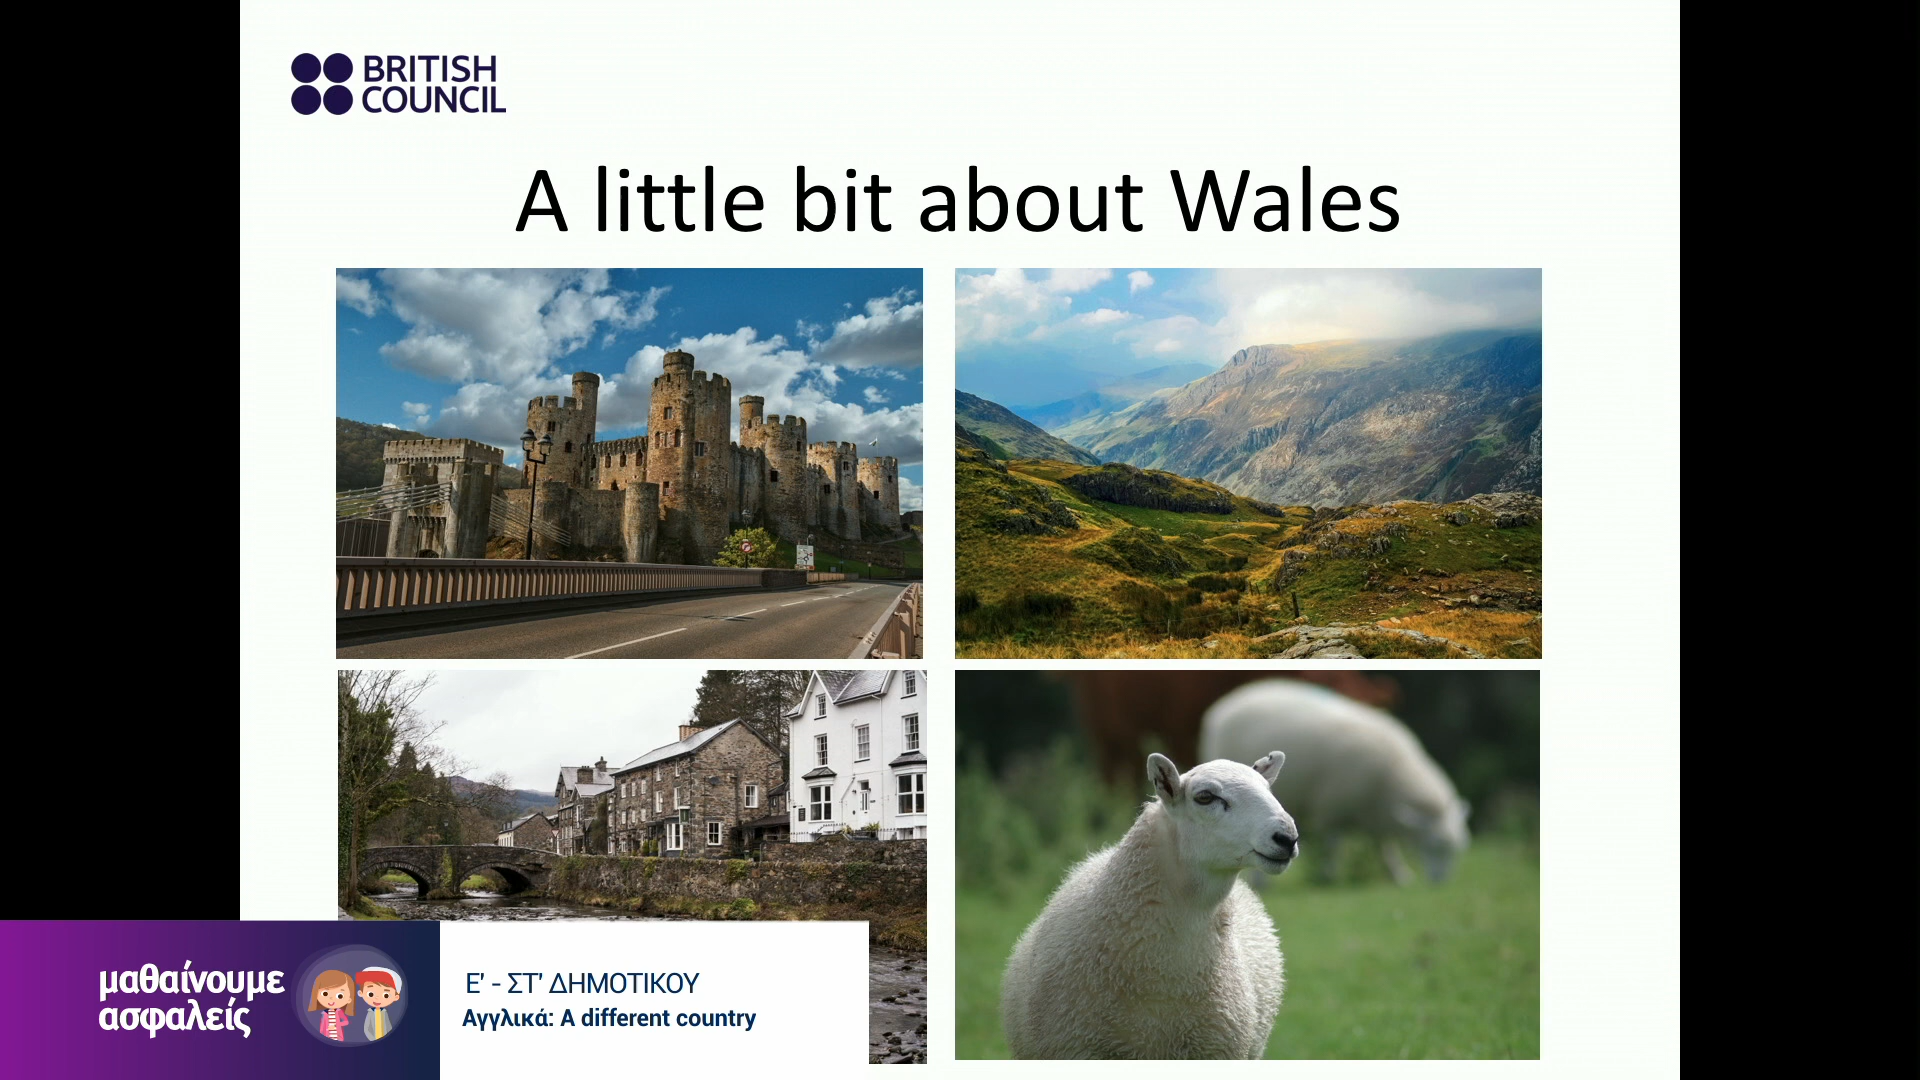 BRITISH
COUNCIL
A little bit about Wales
μαθαίνουμε
ασφαλείς
Ε' - ΣΤ' ΔΗΜΟΤΙΚΟΥ
Αγγλικά: A different country